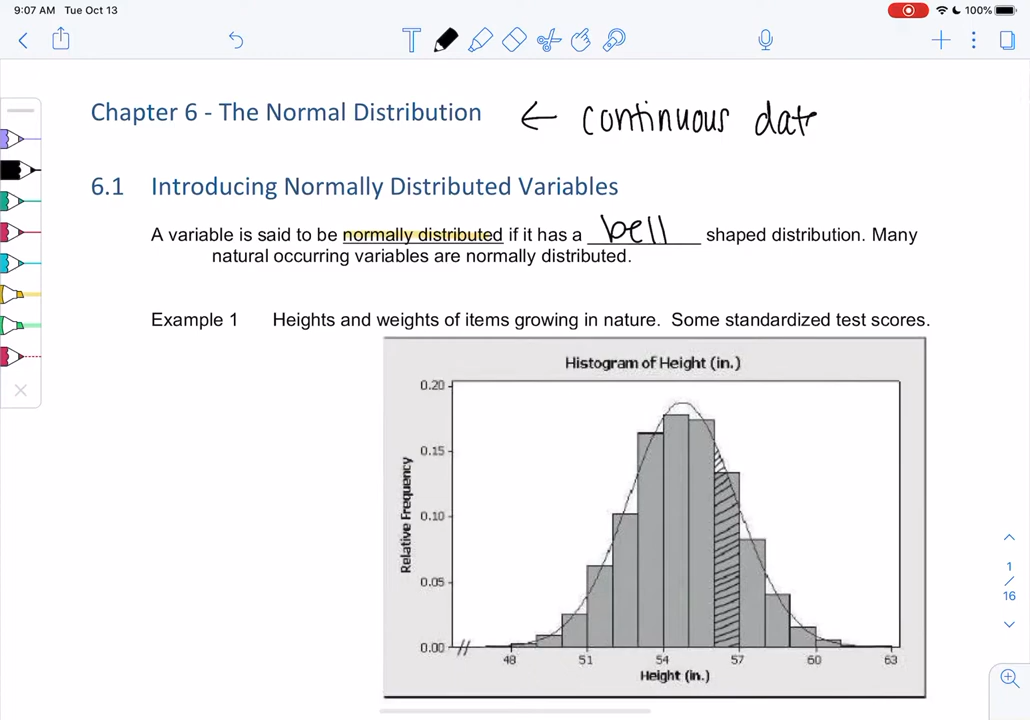 9:07 AM Tue Oct 13 100%
T
Chapter 6 - The Normal Distribution ← continuous dat
6.1 Introducing Normally Distributed Variables
A variable is said to be normally distributed if it has a bell shaped distribution. Many
natural occurring variables are normally distributed.
Example 1 Heights and weights of items growing in nature. Some standardized test scores.
Histogram of Height (in.)
0.20
0.15
0.10
0.05
0.00
Relative Frequency
48 51 54 57 60 63
Height (in.)
1
/
16